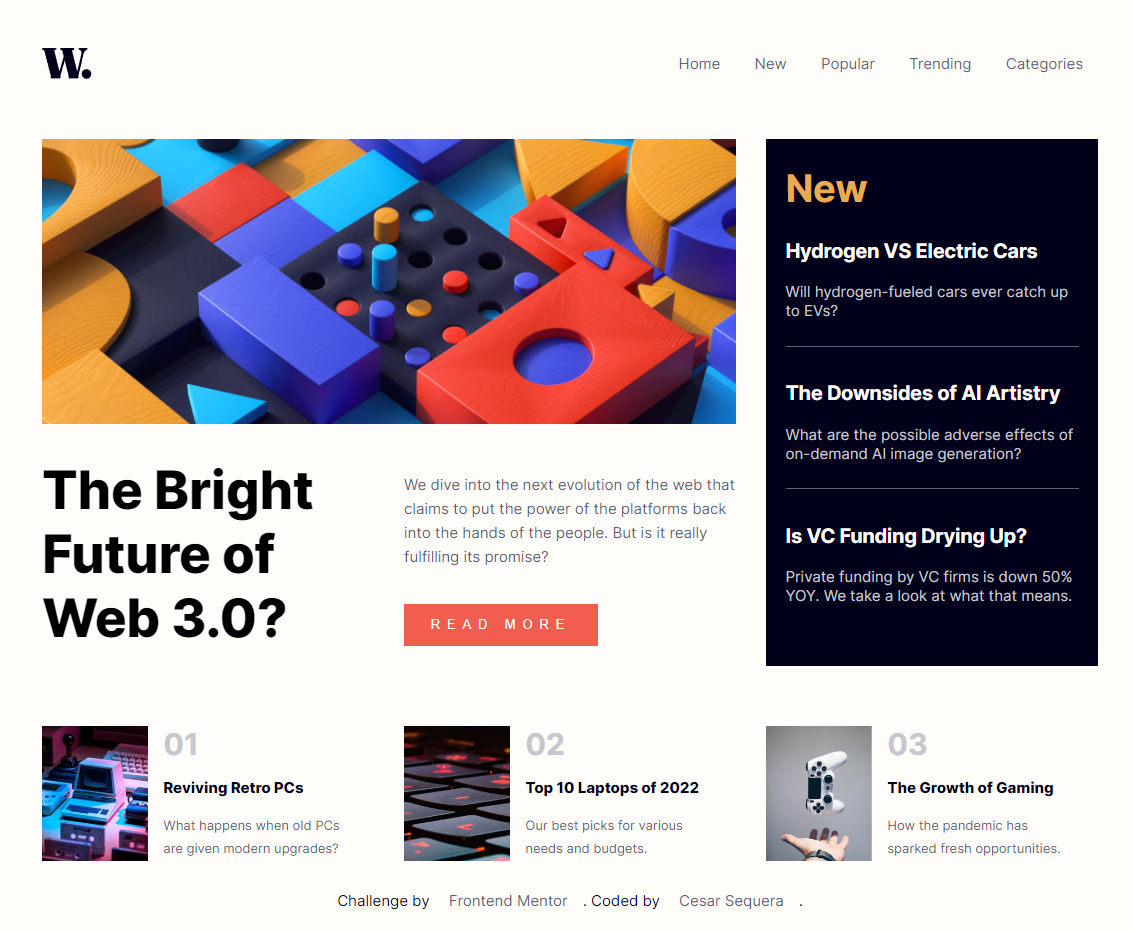 W.
Home New Popular Trending Categories
New
Hydrogen VS Electric Cars
Will hydrogen-fueled cars ever catch up
to EVs?
The Downsides of AI Artistry
What are the possible adverse effects of
on-demand AI image generation?
Is VC Funding Drying Up?
Private funding by VC firms is down 50%
YOY. We take a look at what that means.
The Bright
Future of
Web 3.0?
We dive into the next evolution of the web that
claims to put the power of the platforms back
into the hands of the people. But is it really
fulfilling its promise?
READ MORE
01
Reviving Retro PCs
What happens when old PCs
are given modern upgrades?
02
Top 10 Laptops of 2022
Our best picks for various
needs and budgets.
03
The Growth of Gaming
How the pandemic has
sparked fresh opportunities.
Challenge by Frontend Mentor . Coded by Cesar Sequera .